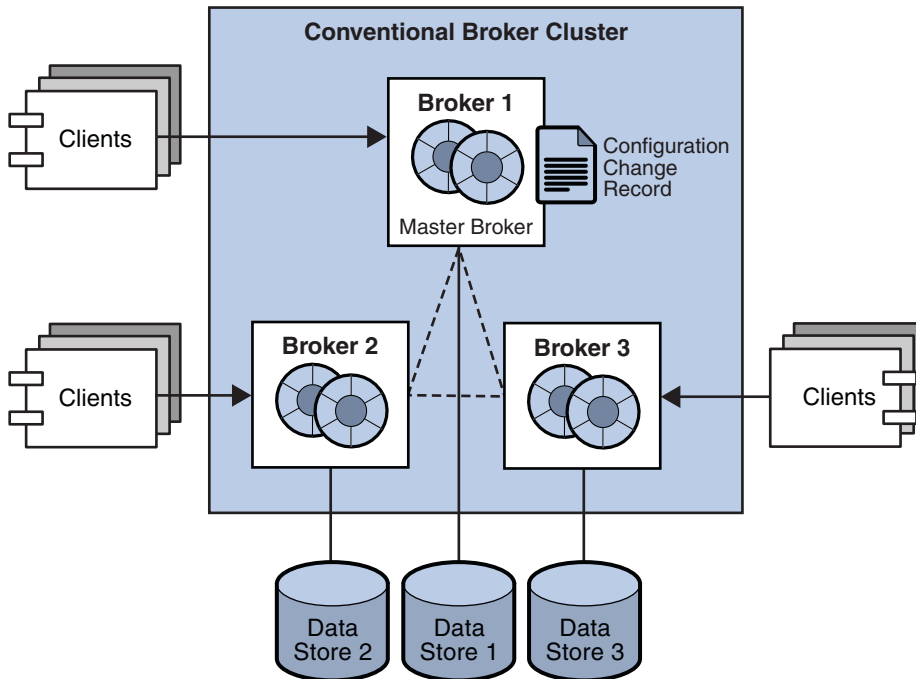 Conventional Broker Cluster
Broker 1
Clients
Configuration
Change
Record
Master Broker
Broker 2
Broker 3
Clients
Clients
Data
Store 2
Data
Store 1
Data
Store 3